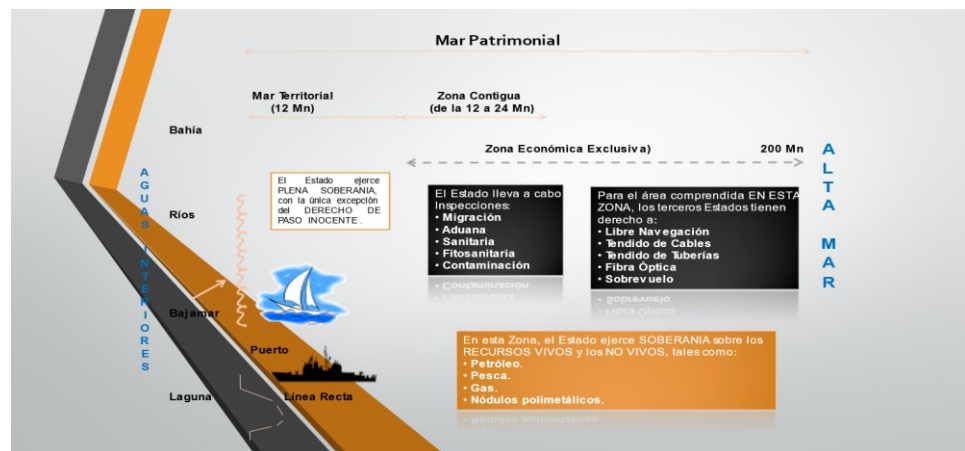 Mar Patrimonial
Mar Territorial
(12 Mn)
Zona Contigua
(de la 12 a 24 Mn)
Bahía
Zona Económica Exclusiva)
200 Mn
AGUAS INTERIORES
ALTA MAR
El Estado ejerce
PLENA SOBERANIA,
con la única excepción
del DERECHO DE
PASO INOCENTE.
El Estado lleva a cabo
Inspecciones:
• Migración
• Aduana
• Sanitaria
• Fitosanitaria
• Contaminación
Para el área comprendida EN ESTA
ZONA, los terceros Estados tienen
derecho a:
• Libre Navegación
• Tendido de Cables
• Tendido de Tuberías
• Fibra Óptica
• Sobrevuelo
Ríos
Bajamar
Puerto
En esta Zona, el Estado ejerce SOBERANIA sobre los
RECURSOS VIVOS y los NO VIVOS, tales como:
• Petróleo.
• Pesca.
• Gas.
• Nódulos polimetálicos.
Laguna
Línea Recta